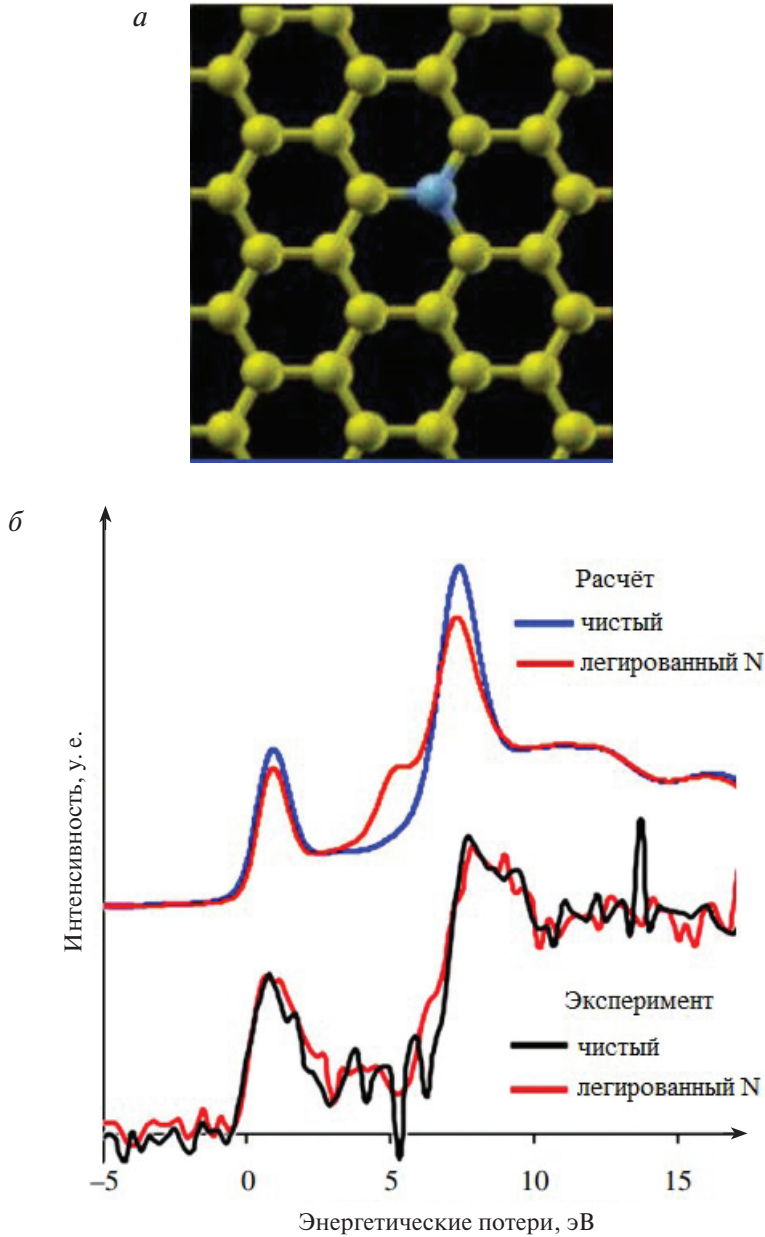 а
б
Расчёт
чистый
легированный N
Интенсивность, у. е.
Эксперимент
чистый
легированный N
–5
0
5
10
15
Энергетические потери, эВ